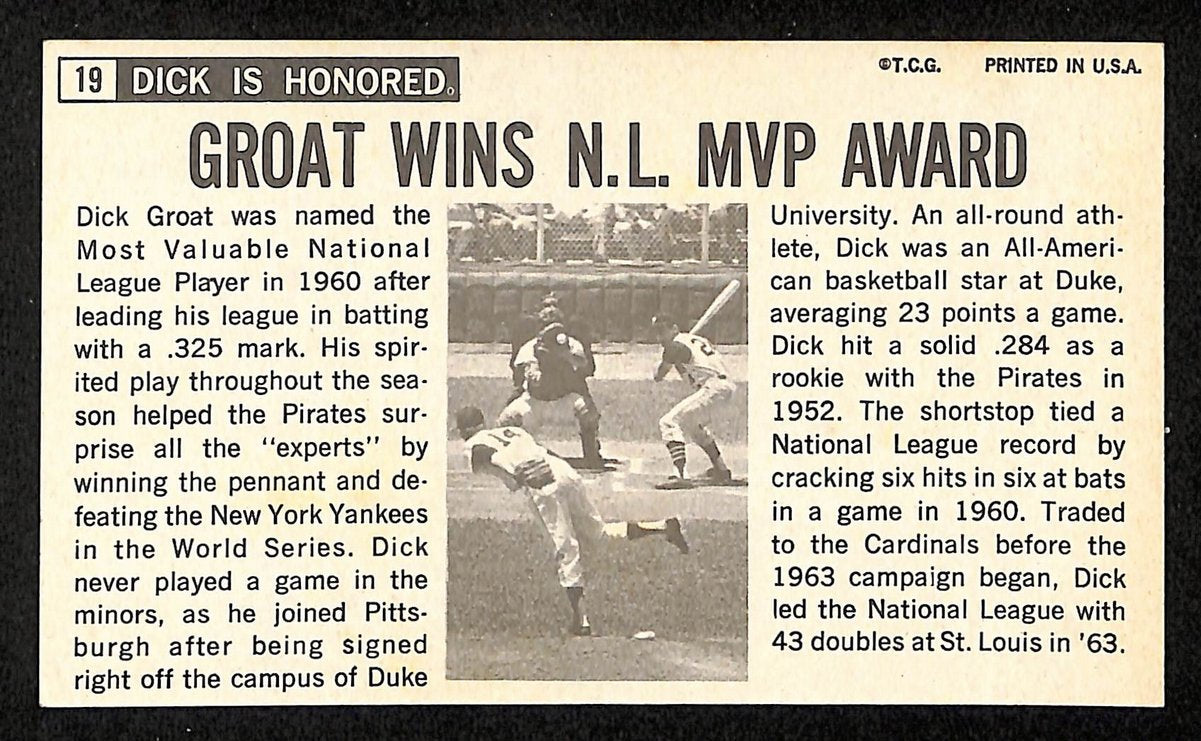 19 DICK IS HONORED.
©T.C.G. PRINTED IN U.S.A.
GROAT WINS N.L. MVP AWARD
Dick Groat was named the
Most Valuable National
League Player in 1960 after
leading his league in batting
with a .325 mark. His spir-
ited play throughout the sea-
son helped the Pirates sur-
prise all the "experts" by
winning the pennant and de-
feating the New York Yankees
in the World Series. Dick
never played a game in the
minors, as he joined Pitts-
burgh after being signed
right off the campus of Duke
University. An all-round ath-
lete, Dick was an All-Ameri-
can basketball star at Duke,
averaging 23 points a game.
Dick hit a solid .284 as a
rookie with the Pirates in
1952. The shortstop tied a
National League record by
cracking six hits in six at bats
in a game in 1960. Traded
to the Cardinals before the
1963 campaign began, Dick
led the National League with
43 doubles at St. Louis in '63.